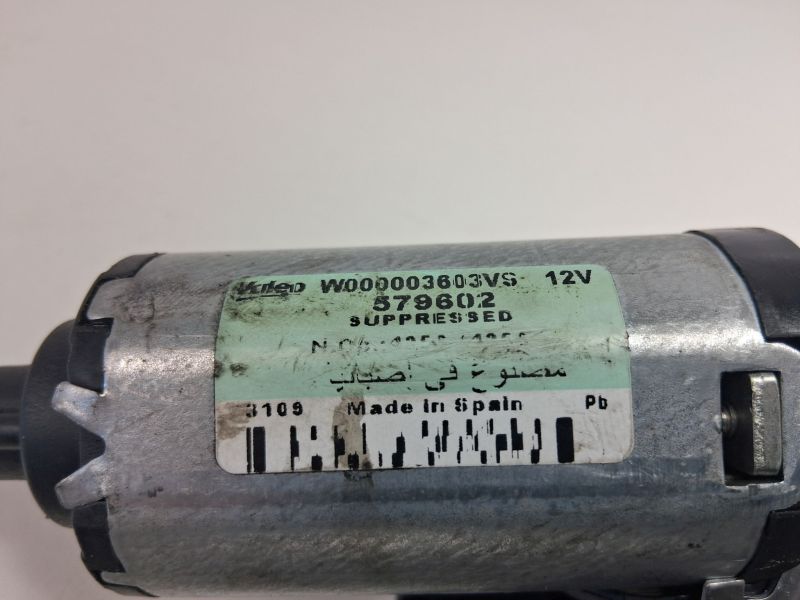 Valeo W000003603VS 12V
579602
SUPPRESSED
مصنوع في إسبانيا
3109 Made in Spain Pb